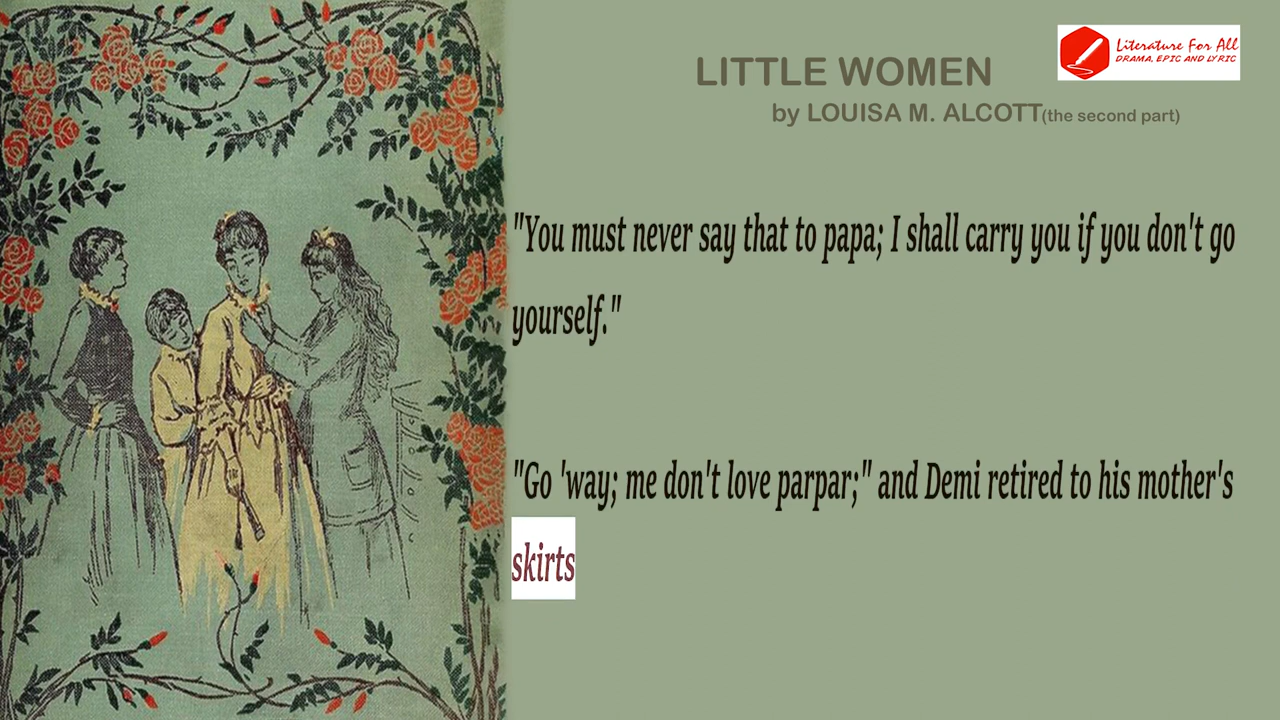 LITTLE WOMEN
by LOUISA M. ALCOTT(the second part)
Literature For All
DRAMA, EPIC AND LYRIC
"You must never say that to papa; I shall carry you if you don't go
yourself."
"Go 'way; me don't love parpar;" and Demi retired to his mother's
skirts